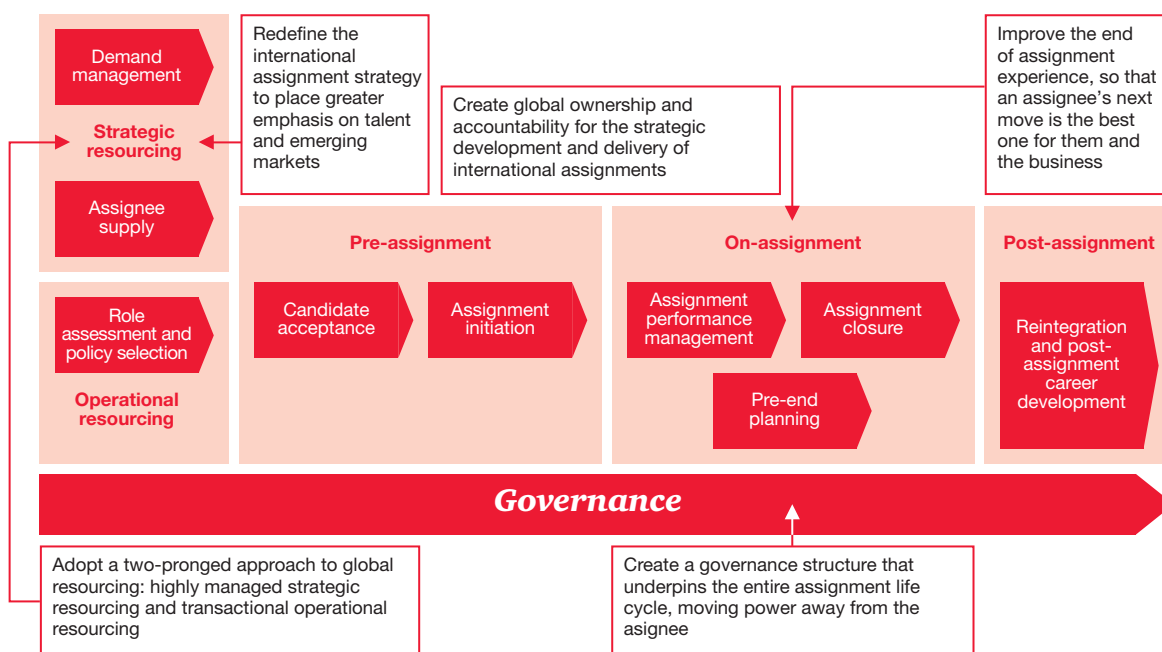 Demand
management
Strategic
resourcing
Assignee
supply
Role
assessment and
policy selection
Operational
resourcing
Redefine the
international
assignment strategy
to place greater
emphasis on talent
and emerging
markets
Create global ownership and
accountability for the strategic
development and delivery of
international assignments
Improve the end
of assignment
experience, so that
an assignee’s next
move is the best
one for them and
the business
Pre-assignment
Candidate
acceptance
Assignment
initiation
On-assignment
Assignment
performance
management
Assignment
closure
Pre-end
planning
Post-assignment
Reintegration
and post-
assignment
career
development
Governance
Adopt a two-pronged approach to global
resourcing: highly managed strategic
resourcing and transactional operational
resourcing
Create a governance structure that
underpins the entire assignment life
cycle, moving power away from the
asignee